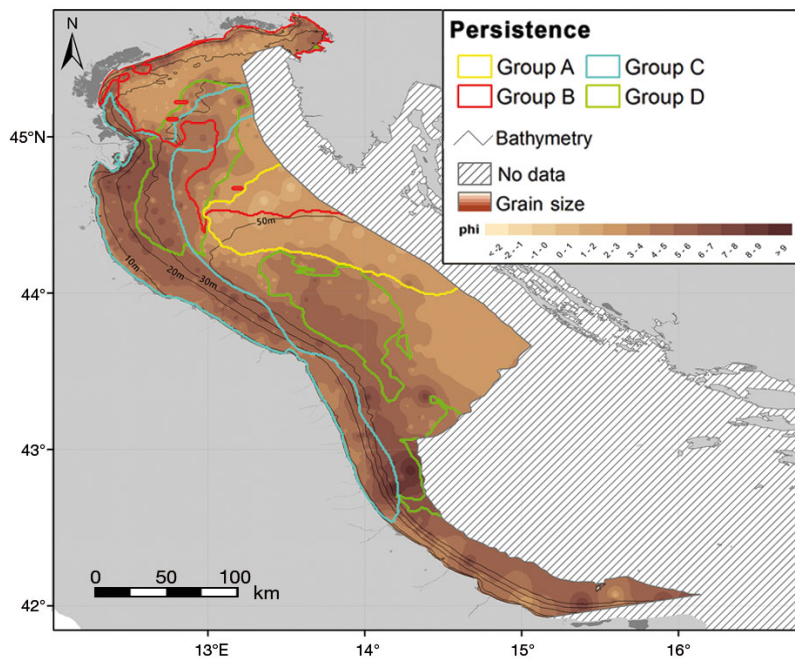 N
Persistence
Group A
Group C
Group B
Group D
Bathymetry
No data
Grain size
phi
<-2
-2--1
-1-0
0-1
1-2
2-3
3-4
4-5
5-6
6-7
7-8
8-9
>9
45°N
44°
43°
42°
50m
10m
20m
30m
0 50 100
km
13°E
14°
15°
16°